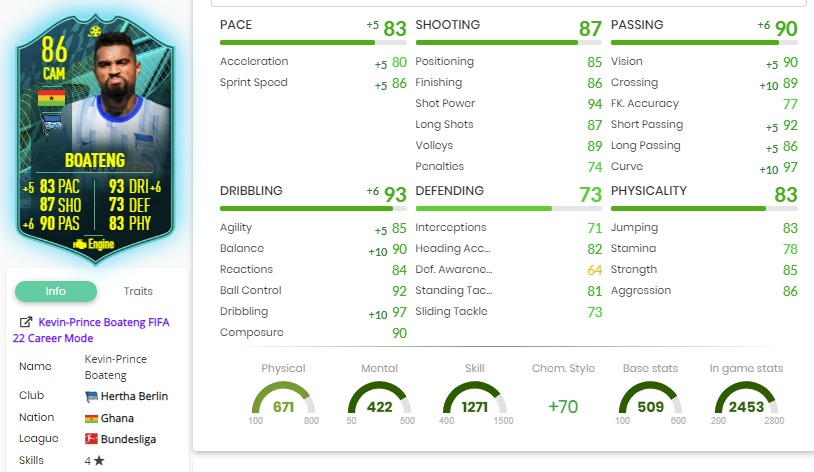 86
CAM
BOATENG
+5 83 PAC
93 DRI+6
87 SHO
73 DEF
+6 90 PAS
83 PHY
Engine
Info
Traits
Kevin-Prince Boateng FIFA
22 Career Mode
Name
Kevin-Prince
Boateng
Club
Hertha Berlin
Nation
Ghana
League
Bundesliga
Skills
4★
PACE +5 83
Acceleration +5 80
Sprint Speed +5 86
SHOOTING 87
Positioning 85
Finishing 86
Shot Power 94
Long Shots 87
Volleys 89
Penalties 74
PASSING +6 90
Vision +5 90
Crossing +10 89
FK. Accuracy 77
Short Passing +5 92
Long Passing +5 86
Curve +10 97
DRIBBLING +6 93
Agility +5 85
Balance +10 90
Reactions 84
Ball Control 92
Dribbling +10 97
Composure 90
DEFENDING 73
Interceptions 71
Heading Acc... 82
Def. Awarene... 64
Standing Tac... 81
Sliding Tackle 73
PHYSICALITY 83
Jumping 83
Stamina 78
Strength 85
Aggression 86
Physical
671
100 800
Mental
422
50 500
Skill
1271
400 1500
Chem. Style
+70
Base stats
509
100 600
In game stats
2453
200 2800